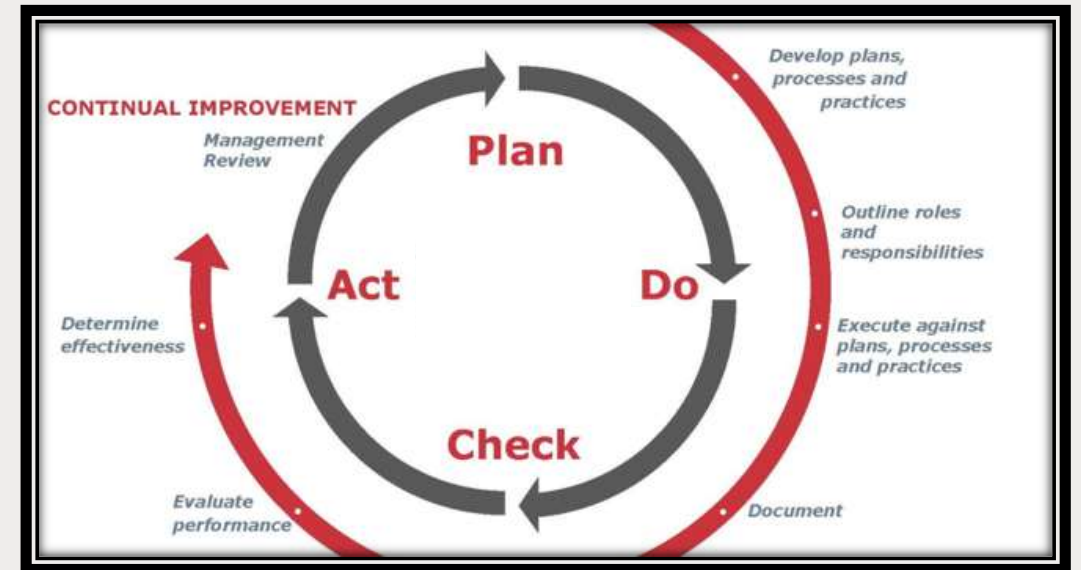 CONTINUAL IMPROVEMENT
Management
Review
Plan
Develop plans,
processes and
practices
Outline roles
and
responsibilities
Act
Do
Determine
effectiveness
Execute against
plans, processes
and practices
Check
Evaluate
performance
Document